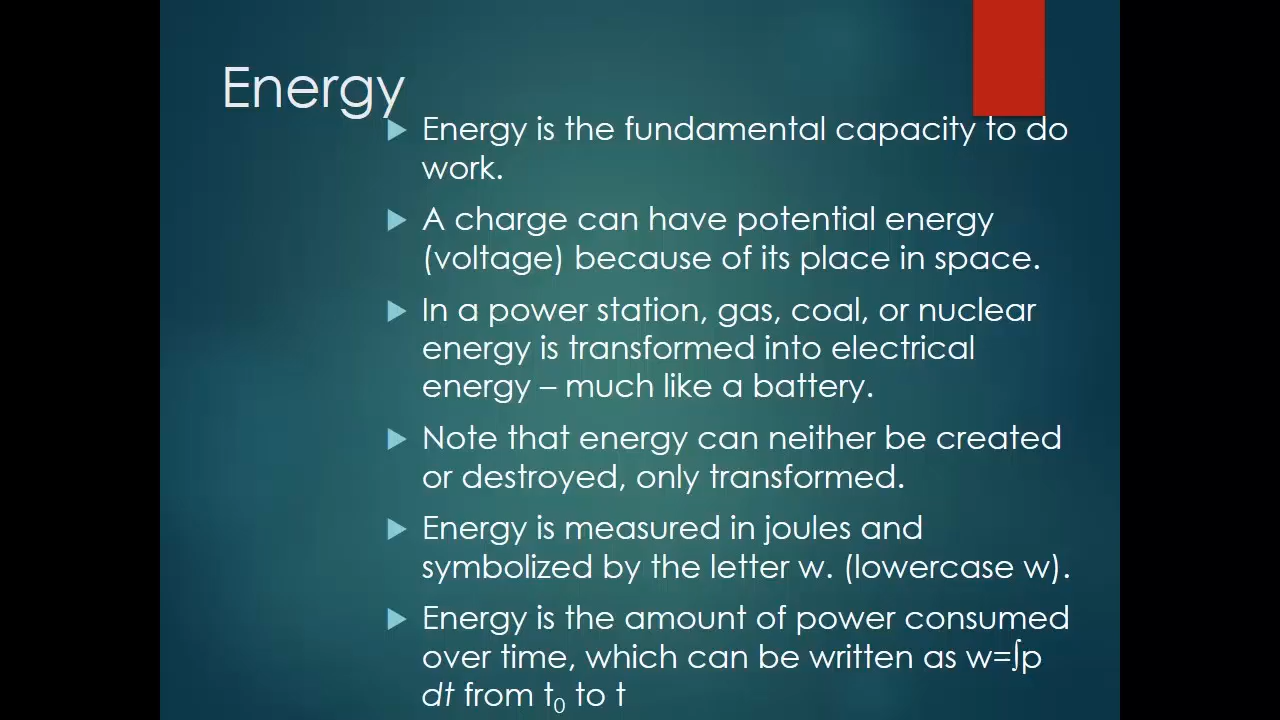 Energy
Energy is the fundamental capacity to do
work.
A charge can have potential energy
(voltage) because of its place in space.
In a power station, gas, coal, or nuclear
energy is transformed into electrical
energy – much like a battery.
Note that energy can neither be created
or destroyed, only transformed.
Energy is measured in joules and
symbolized by the letter w. (lowercase w).
Energy is the amount of power consumed
over time, which can be written as w=∫p
dt from t₀ to t